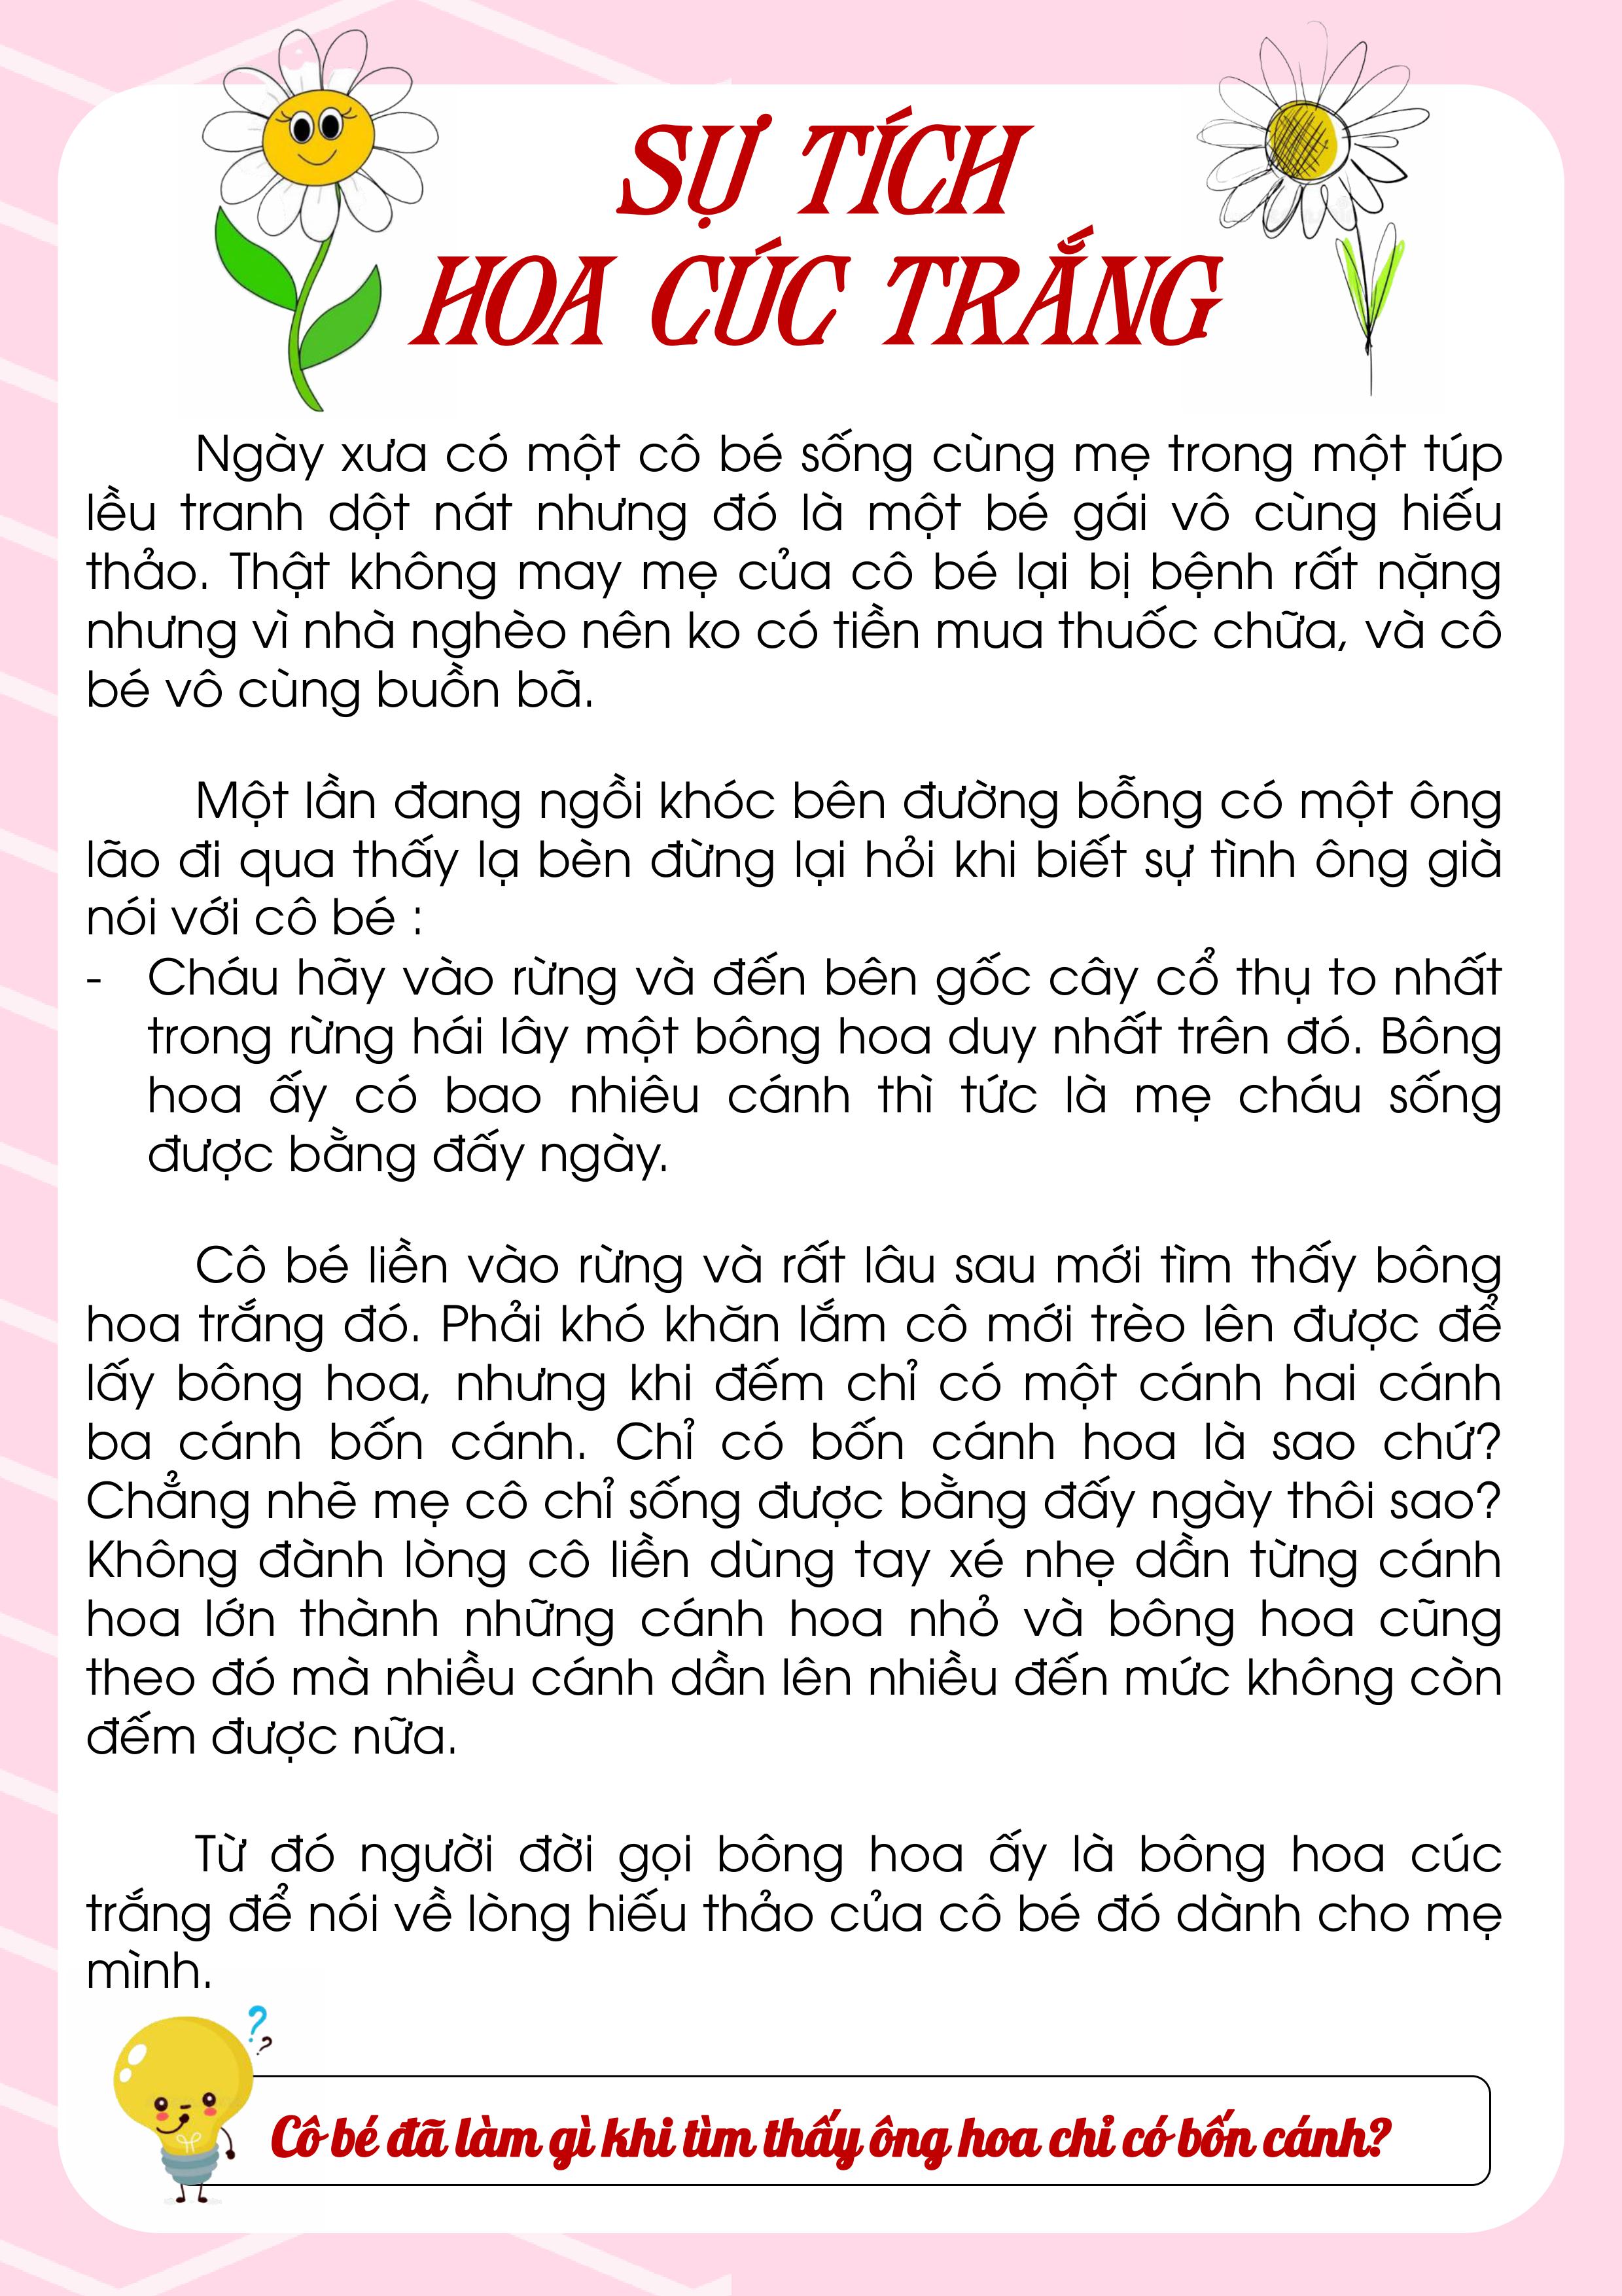 SỰ TÍCH
HOA CÚC TRẮNG
Ngày xưa có một cô bé sống cùng mẹ trong một túp
lều tranh dột nát nhưng đó là một bé gái vô cùng hiếu
thảo. Thật không may mẹ của cô bé lại bị bệnh rất nặng
nhưng vì nhà nghèo nên ko có tiền mua thuốc chữa, và cô
bé vô cùng buồn bã.
Một lần đang ngồi khóc bên đường bỗng có một ông
lão đi qua thấy lạ bèn đừng lại hỏi khi biết sự tình ông già
nói với cô bé :
- Cháu hãy vào rừng và đến bên gốc cây cổ thụ to nhất
trong rừng hái lây một bông hoa duy nhất trên đó. Bông
hoa ấy có bao nhiêu cánh thì tức là mẹ cháu sống
được bằng đấy ngày.
Cô bé liền vào rừng và rất lâu sau mới tìm thấy bông
hoa trắng đó. Phải khó khăn lắm cô mới trèo lên được để
lấy bông hoa, nhưng khi đếm chỉ có một cánh hai cánh
ba cánh bốn cánh. Chỉ có bốn cánh hoa là sao chứ?
Chẳng nhẽ mẹ cô chỉ sống được bằng đấy ngày thôi sao?
Không đành lòng cô liền dùng tay xé nhẹ dần từng cánh
hoa lớn thành những cánh hoa nhỏ và bông hoa cũng
theo đó mà nhiều cánh dần lên nhiều đến mức không còn
đếm được nữa.
Từ đó người đời gọi bông hoa ấy là bông hoa cúc
trắng để nói về lòng hiếu thảo của cô bé đó dành cho mẹ
mình.
? ?
Cô bé đã làm gì khi tìm thấy ông hoa chỉ có bốn cánh?